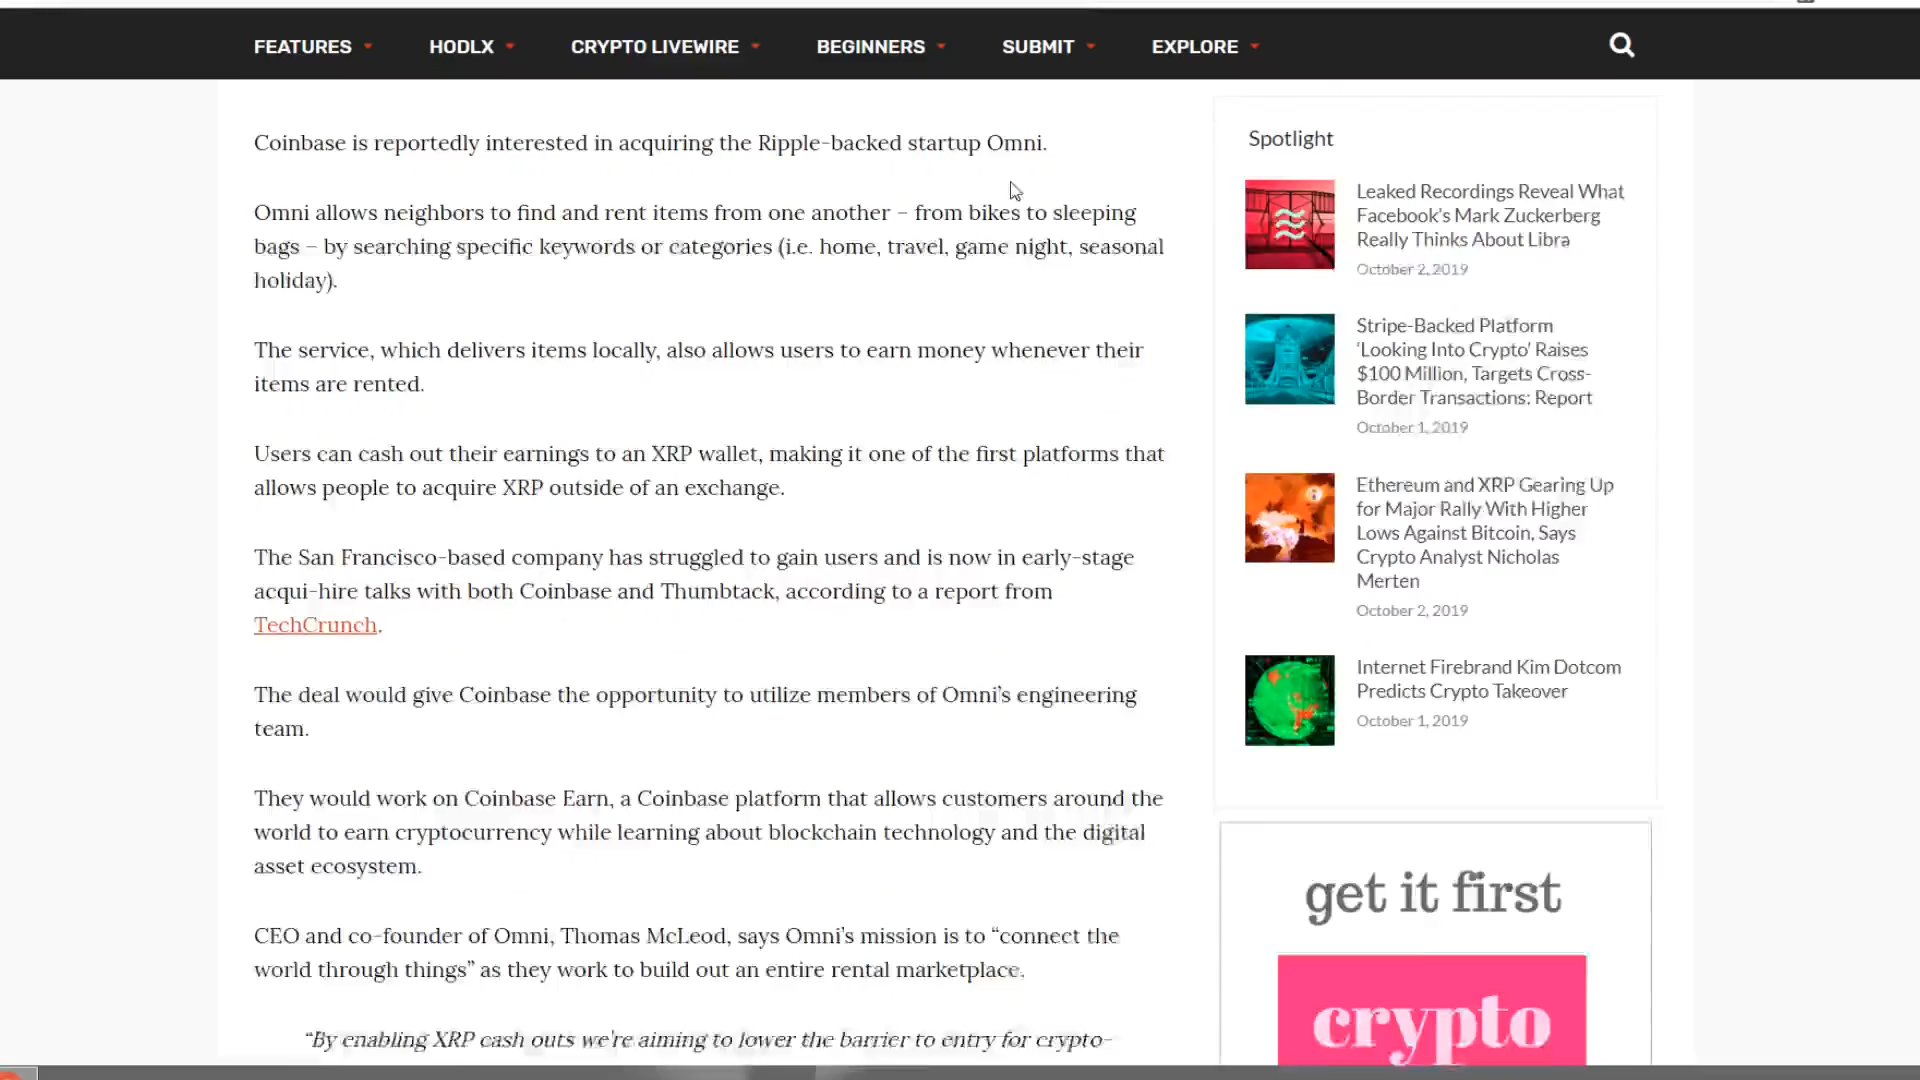 FEATURES HODLX CRYPTO LIVEWIRE BEGINNERS SUBMIT EXPLORE
Coinbase is reportedly interested in acquiring the Ripple-backed startup Omni.
Omni allows neighbors to find and rent items from one another – from bikes to sleeping
bags – by searching specific keywords or categories (i.e. home, travel, game night, seasonal
holiday).
The service, which delivers items locally, also allows users to earn money whenever their
items are rented.
Users can cash out their earnings to an XRP wallet, making it one of the first platforms that
allows people to acquire XRP outside of an exchange.
The San Francisco-based company has struggled to gain users and is now in early-stage
acqui-hire talks with both Coinbase and Thumbtack, according to a report from
TechCrunch.
The deal would give Coinbase the opportunity to utilize members of Omni’s engineering
team.
They would work on Coinbase Earn, a Coinbase platform that allows customers around the
world to earn cryptocurrency while learning about blockchain technology and the digital
asset ecosystem.
CEO and co-founder of Omni, Thomas McLeod, says Omni’s mission is to “connect the
world through things” as they work to build out an entire rental marketplace.
“By enabling XRP cash outs we're aiming to lower the barrier to entry for crypto-
Spotlight
Leaked Recordings Reveal What
Facebook’s Mark Zuckerberg
Really Thinks About Libra
October 2, 2019
Stripe-Backed Platform
‘Looking Into Crypto’ Raises
$100 Million, Targets Cross-
Border Transactions: Report
October 1, 2019
Ethereum and XRP Gearing Up
for Major Rally With Higher
Lows Against Bitcoin, Says
Crypto Analyst Nicholas
Merten
October 2, 2019
Internet Firebrand Kim Dotcom
Predicts Crypto Takeover
October 1, 2019
get it first
crypto